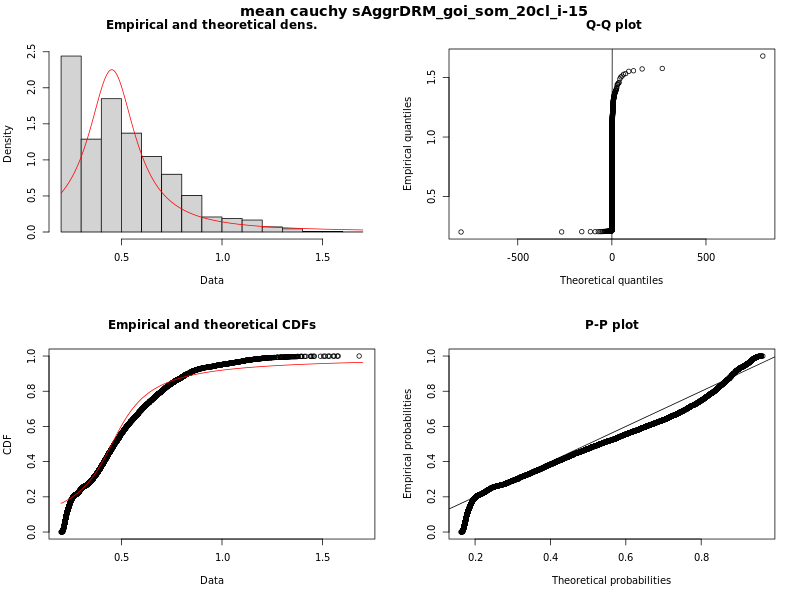 mean cauchy sAggrDRM_goi_som_20cl_i-15
Empirical and theoretical dens.
Density
0.0 0.5 1.0 1.5 2.0 2.5
0.5 1.0 1.5
Data
Q-Q plot
Empirical quantiles
0.5 1.0 1.5
-500 0 500
Theoretical quantiles
Empirical and theoretical CDFs
CDF
0.0 0.2 0.4 0.6 0.8 1.0
0.5 1.0 1.5
Data
P-P plot
Empirical probabilities
0.0 0.2 0.4 0.6 0.8 1.0
0.2 0.4 0.6 0.8
Theoretical probabilities